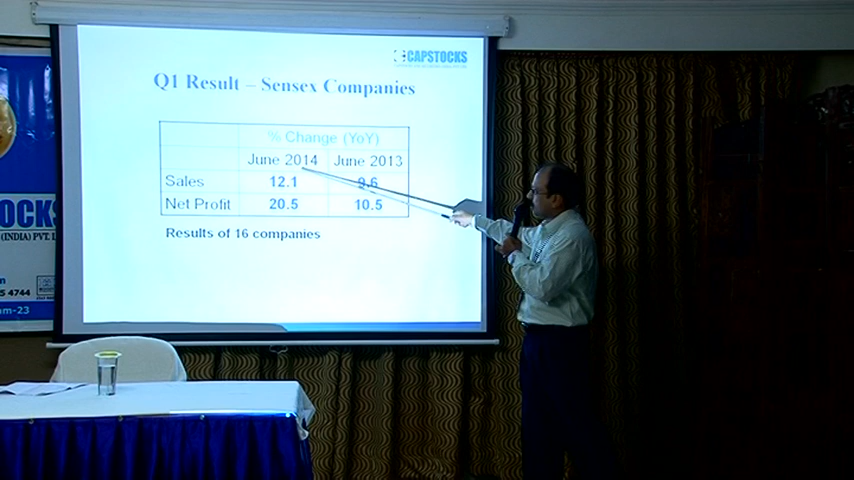 CAPSTOCKS
Q1 Result – Sensex Companies
% Change (YoY)
June 2014 June 2013
Sales 12.1 9.6
Net Profit 20.5 10.5
Results of 16 companies
OCKS
(INDIA) PVT.
5 4744
am-23